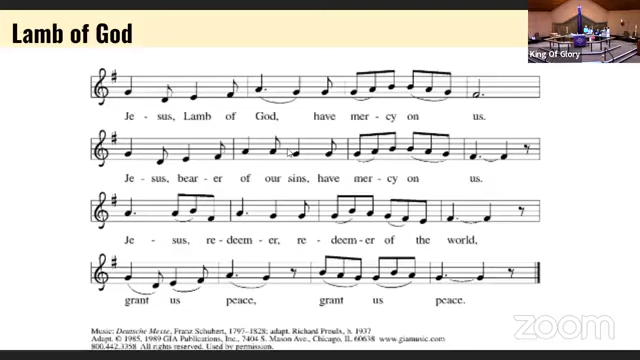 Lamb of God
King Of Glory
Je - sus, Lamb of God, have mer - cy on us.
Je - sus, bear - er of our sins, have mer - cy on us.
Je - sus, re - deem - er, re - deem - er of the world,
grant us peace, grant us peace.
Music: Deutsche Messe, Franz Schubert, 1797–1828; adapt. Richard Proulx, b. 1937
Adapt. © 1985, 1989 GIA Publications, Inc., 7404 S. Mason Ave., Chicago, IL 60638 www.giamusic.com
800.442.3358 All rights reserved. Used by permission.
zoom